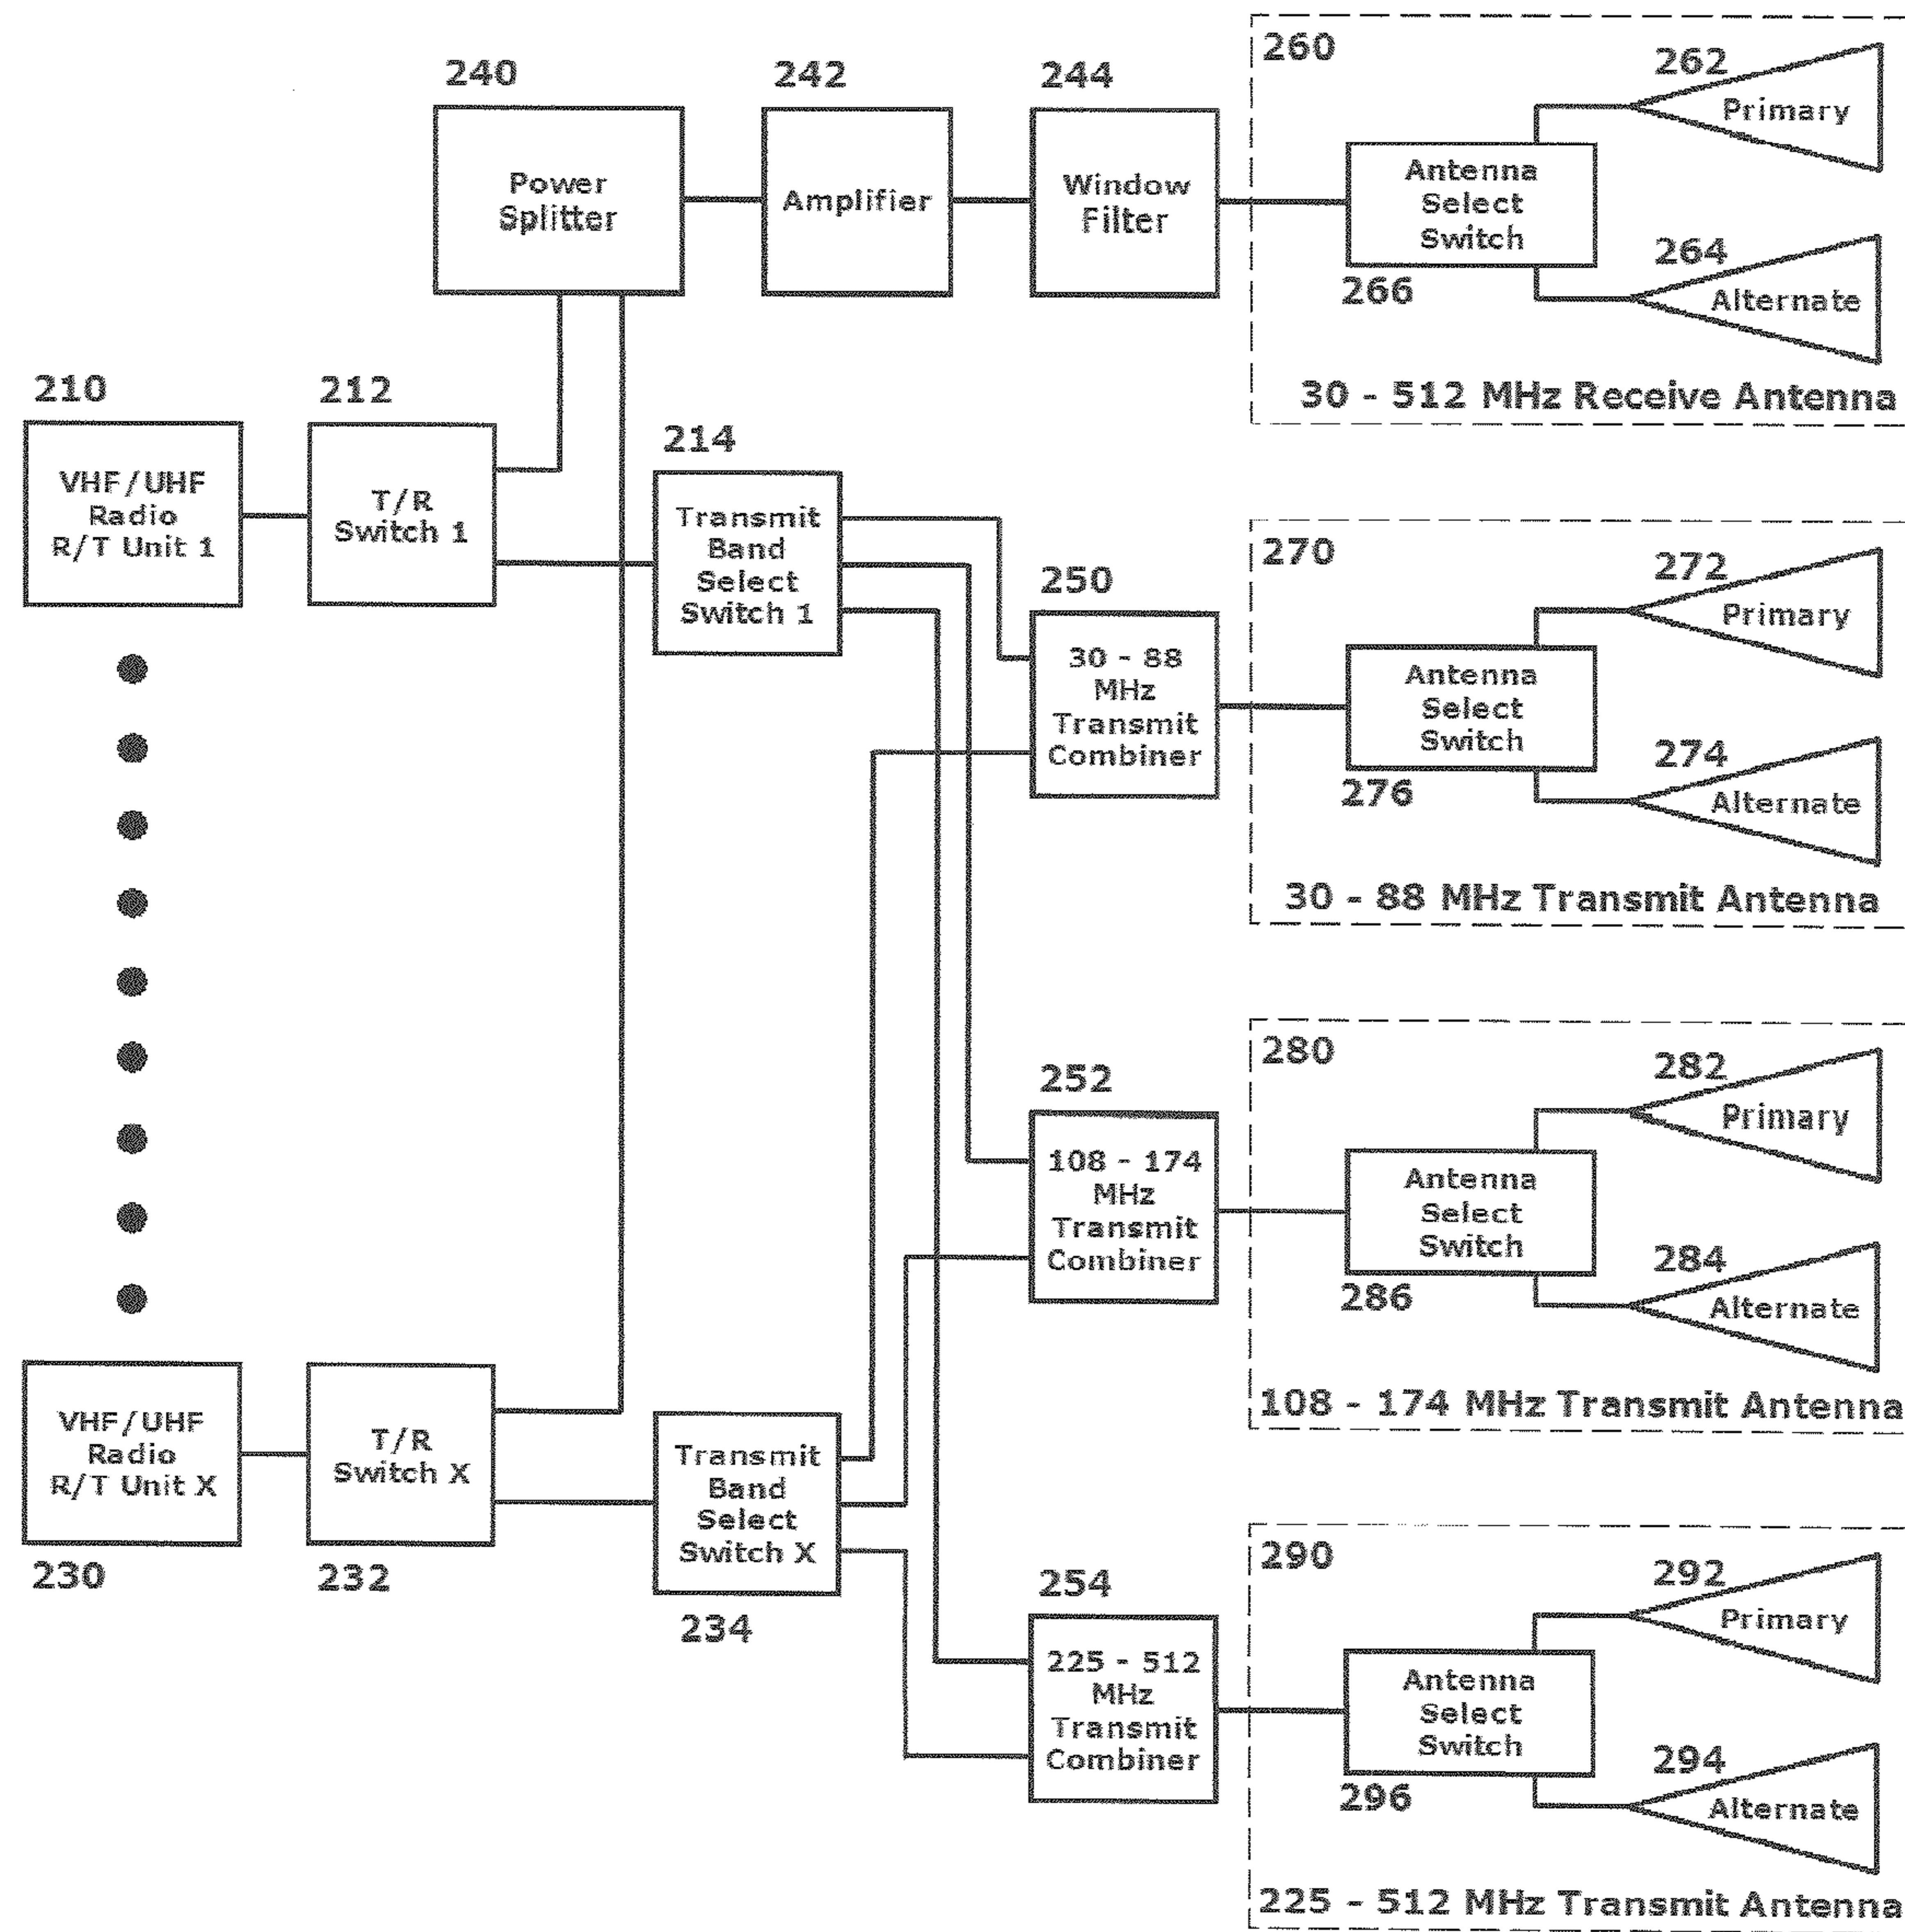 240
242
244
260
262
Primary
Power
Splitter
Amplifier
Window
Filter
Antenna
Select
Switch
264
Alternate
266
30 - 512 MHz Receive Antenna
210
212
214
VHF/UHF
Radio
R/T Unit 1
T/R
Switch 1
Transmit
Band
Select
Switch 1
250
30 - 88
MHz
Transmit
Combiner
270
272
Primary
Antenna
Select
Switch
274
Alternate
276
30 - 88 MHz Transmit Antenna
252
108 - 174
MHz
Transmit
Combiner
280
282
Primary
Antenna
Select
Switch
284
Alternate
286
108 - 174 MHz Transmit Antenna
VHF/UHF
Radio
R/T Unit X
230
T/R
Switch X
232
Transmit
Band
Select
Switch X
234
254
225 - 512
MHz
Transmit
Combiner
290
292
Primary
Antenna
Select
Switch
294
Alternate
296
225 - 512 MHz Transmit Antenna